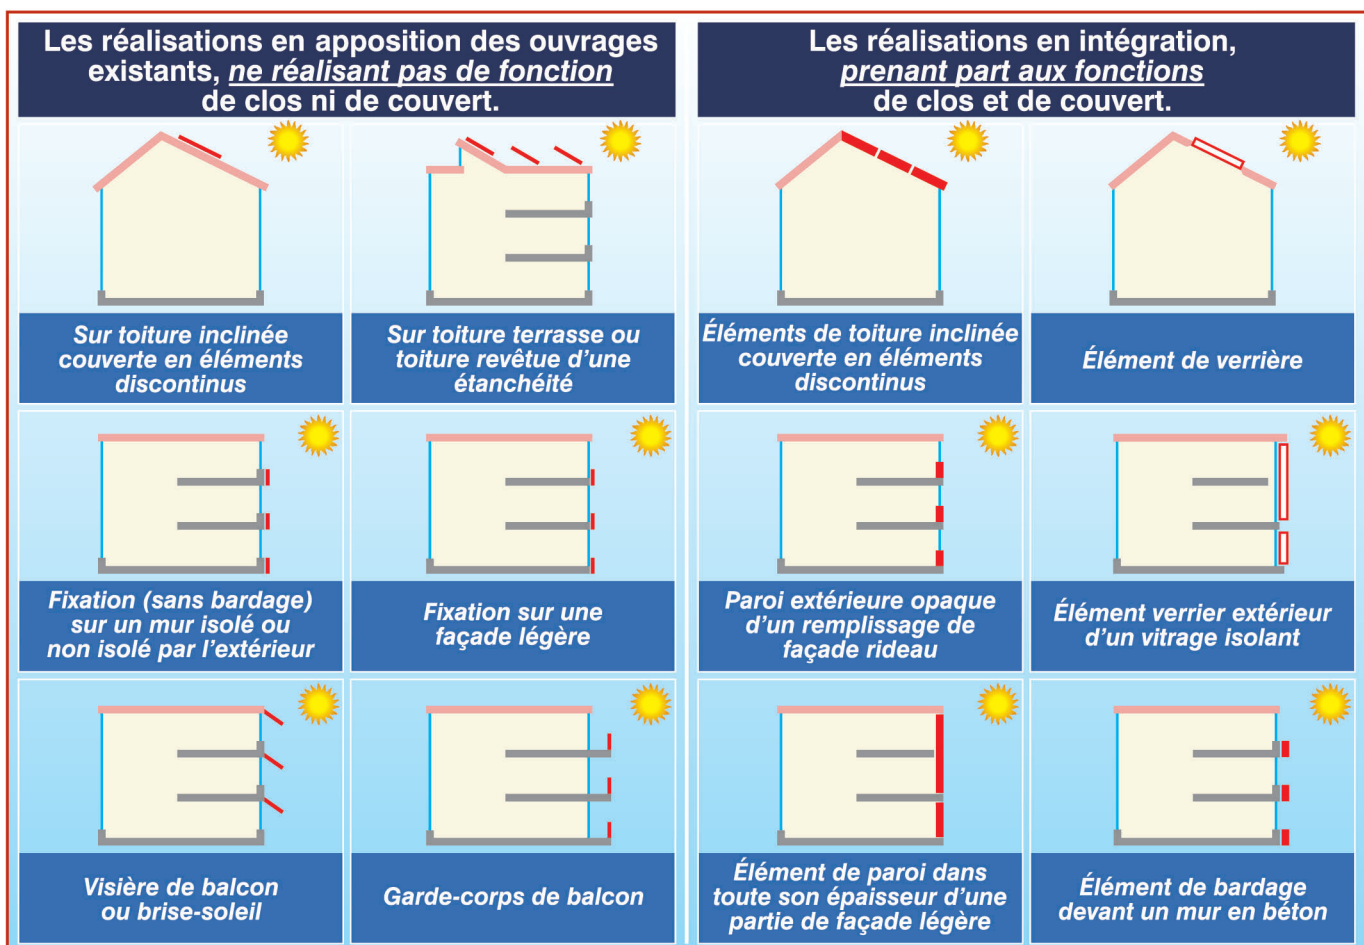 Les réalisations en apposition des ouvrages
existants, ne réalisant pas de fonction
de clos ni de couvert.
Les réalisations en intégration,
prenant part aux fonctions
de clos et de couvert.
Sur toiture inclinée
couverte en éléments
discontinus
Sur toiture terrasse ou
toiture revêtue d'une
étanchéité
Éléments de toiture inclinée
couverte en éléments
discontinus
Élément de verrière
Fixation (sans bardage)
sur un mur isolé ou
non isolé par l'extérieur
Fixation sur une
façade légère
Paroi extérieure opaque
d'un remplissage de
façade rideau
Élément verrier extérieur
d'un vitrage isolant
Visière de balcon
ou brise-soleil
Garde-corps de balcon
Élément de paroi dans
toute son épaisseur d'une
partie de façade légère
Élément de bardage
devant un mur en béton